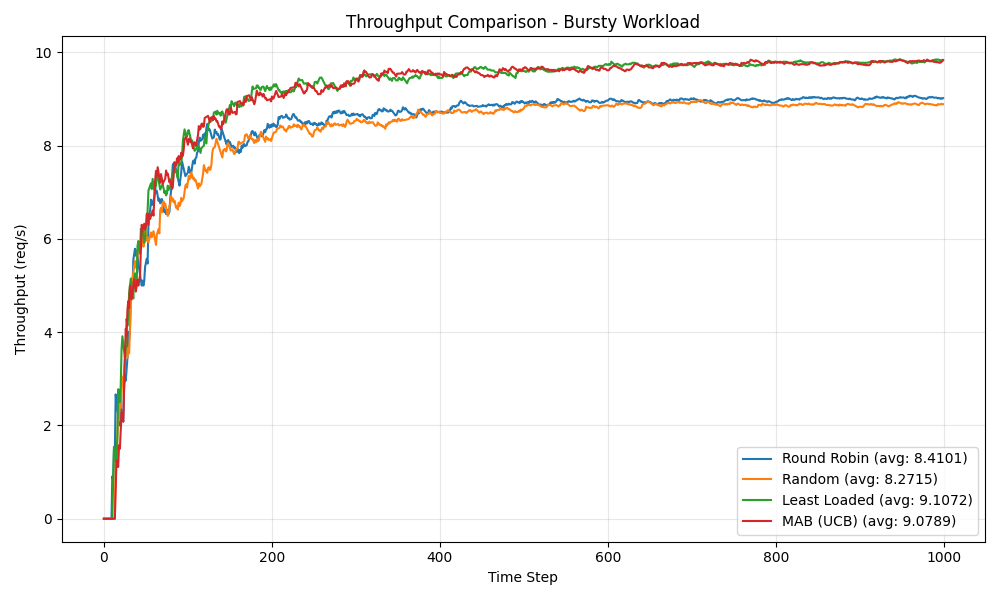 Throughput Comparison - Bursty Workload
Throughput (req/s)
10
8
6
4
2
0
0 200 400 600 800 1000
Time Step
Round Robin (avg: 8.4101)
Random (avg: 8.2715)
Least Loaded (avg: 9.1072)
MAB (UCB) (avg: 9.0789)